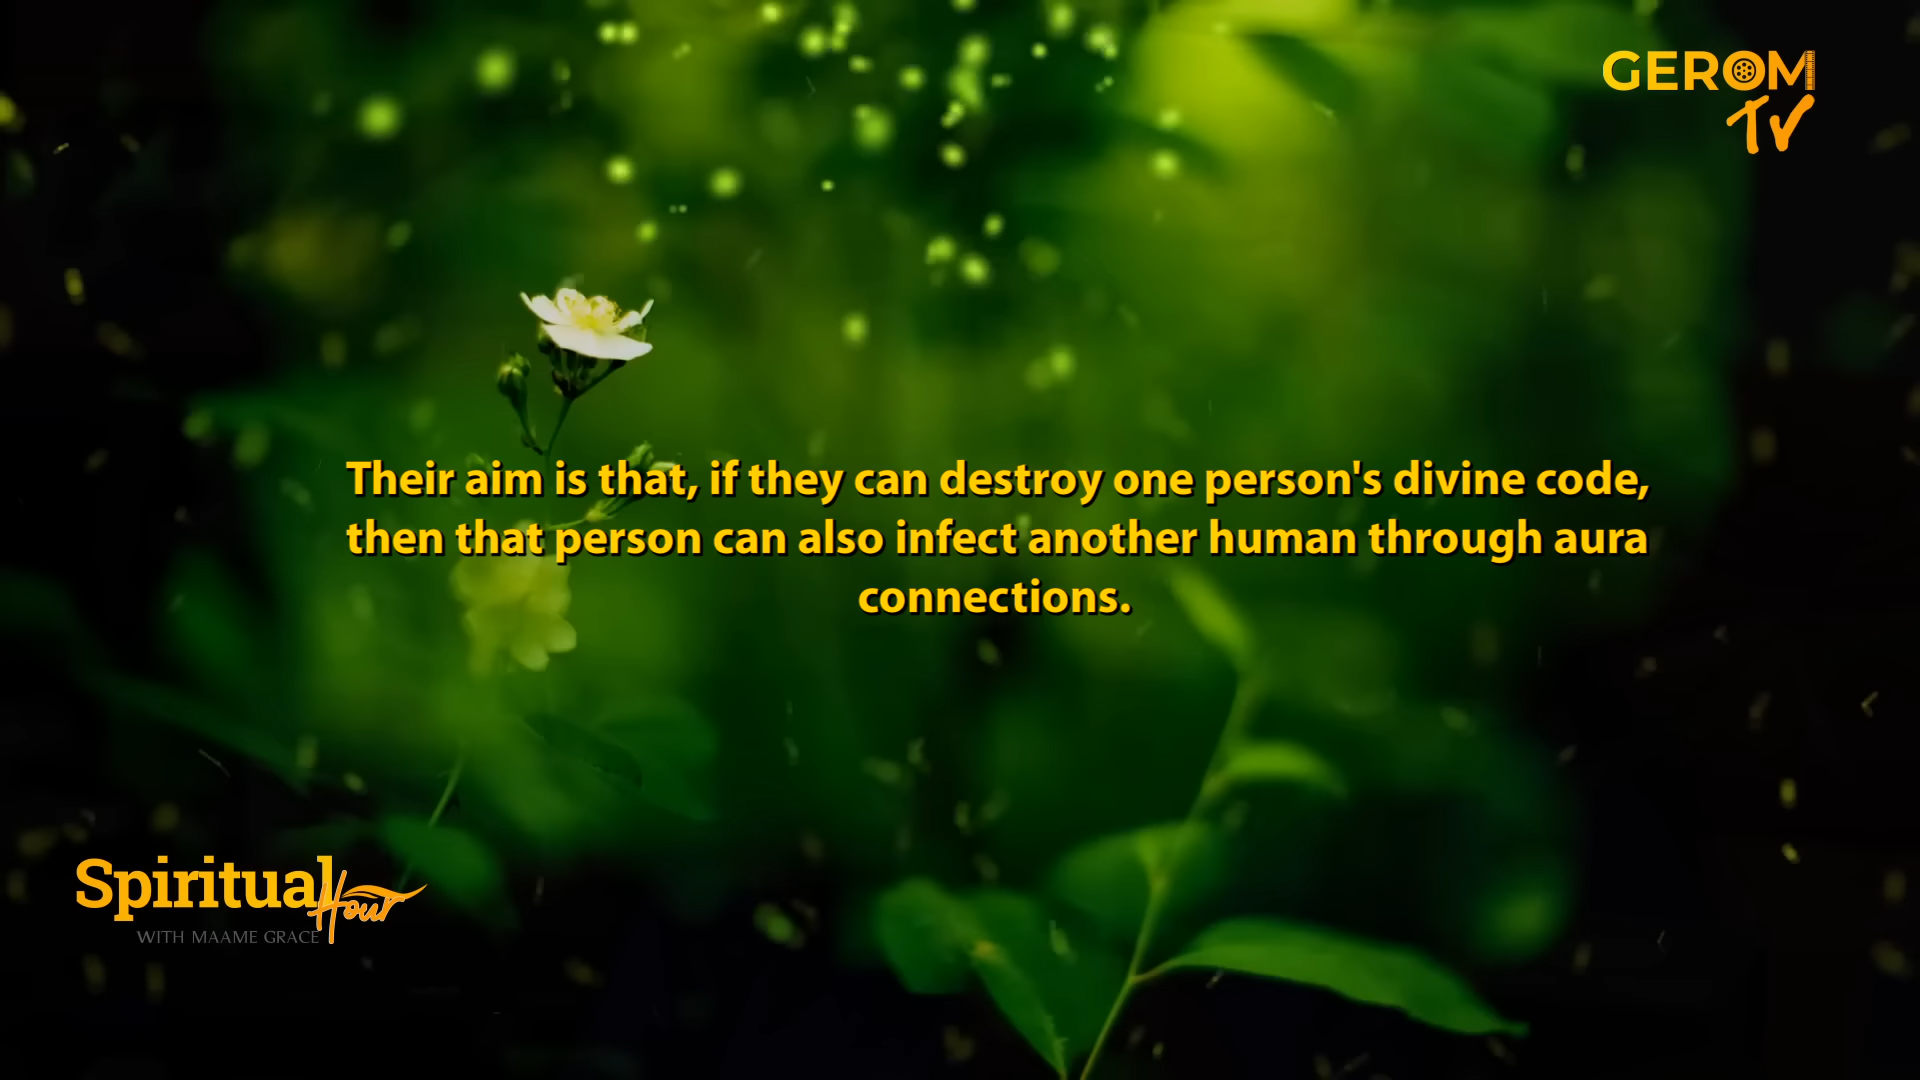 GEROM
TV
Their aim is that, if they can destroy one person's divine code,
then that person can also infect another human through aura
connections.
Spiritual
Hour
WITH MAAME GRACE